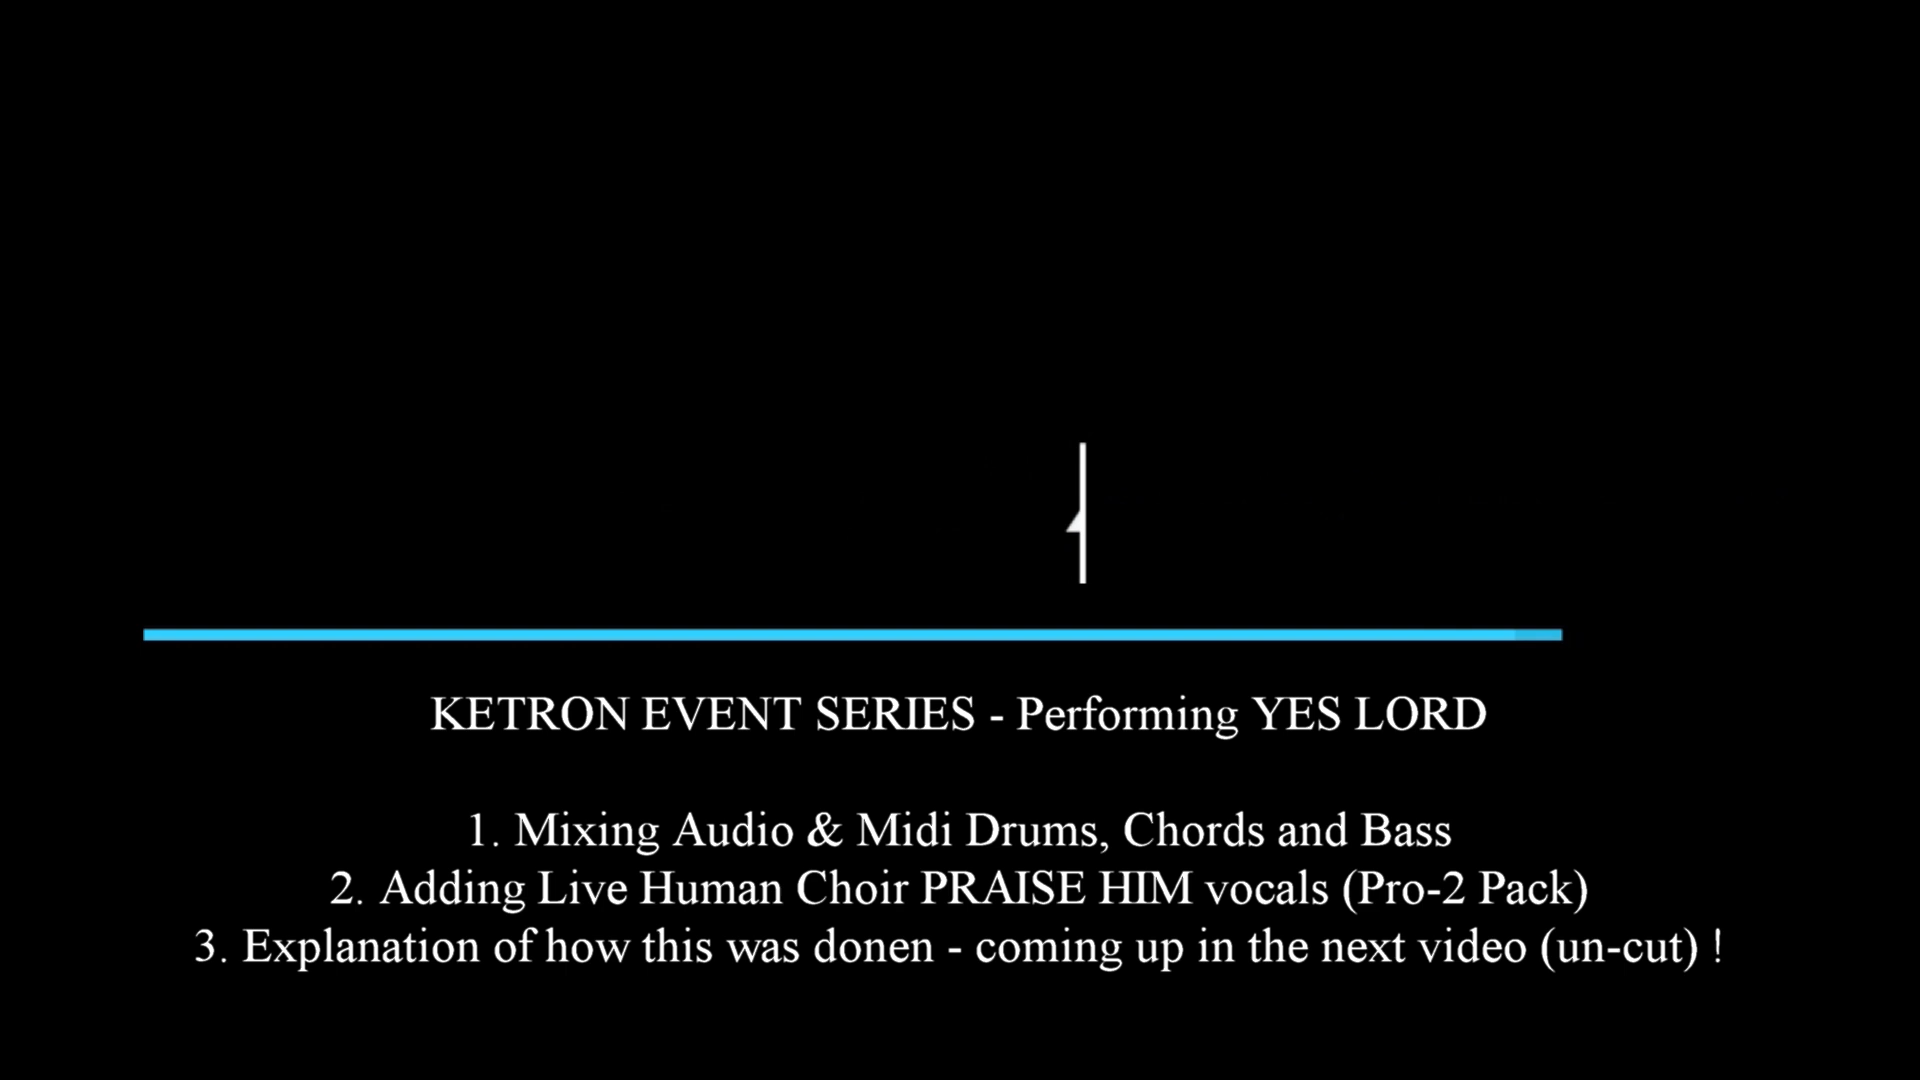 KETRON EVENT SERIES - Performing YES LORD
1. Mixing Audio & Midi Drums, Chords and Bass
2. Adding Live Human Choir PRAISE HIM vocals (Pro-2 Pack)
3. Explanation of how this was donen - coming up in the next video (un-cut) !